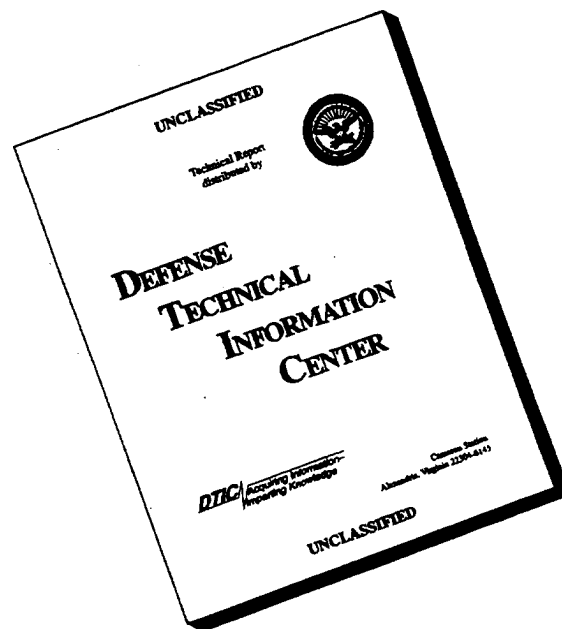 UNCLASSIFIED
Technical Report
distributed by
DEFENSE
TECHNICAL
INFORMATION
CENTER
DTIC
Acquiring Information—
Imparting Knowledge
Cameron Station
Alexandria, Virginia 22304-6145
UNCLASSIFIED